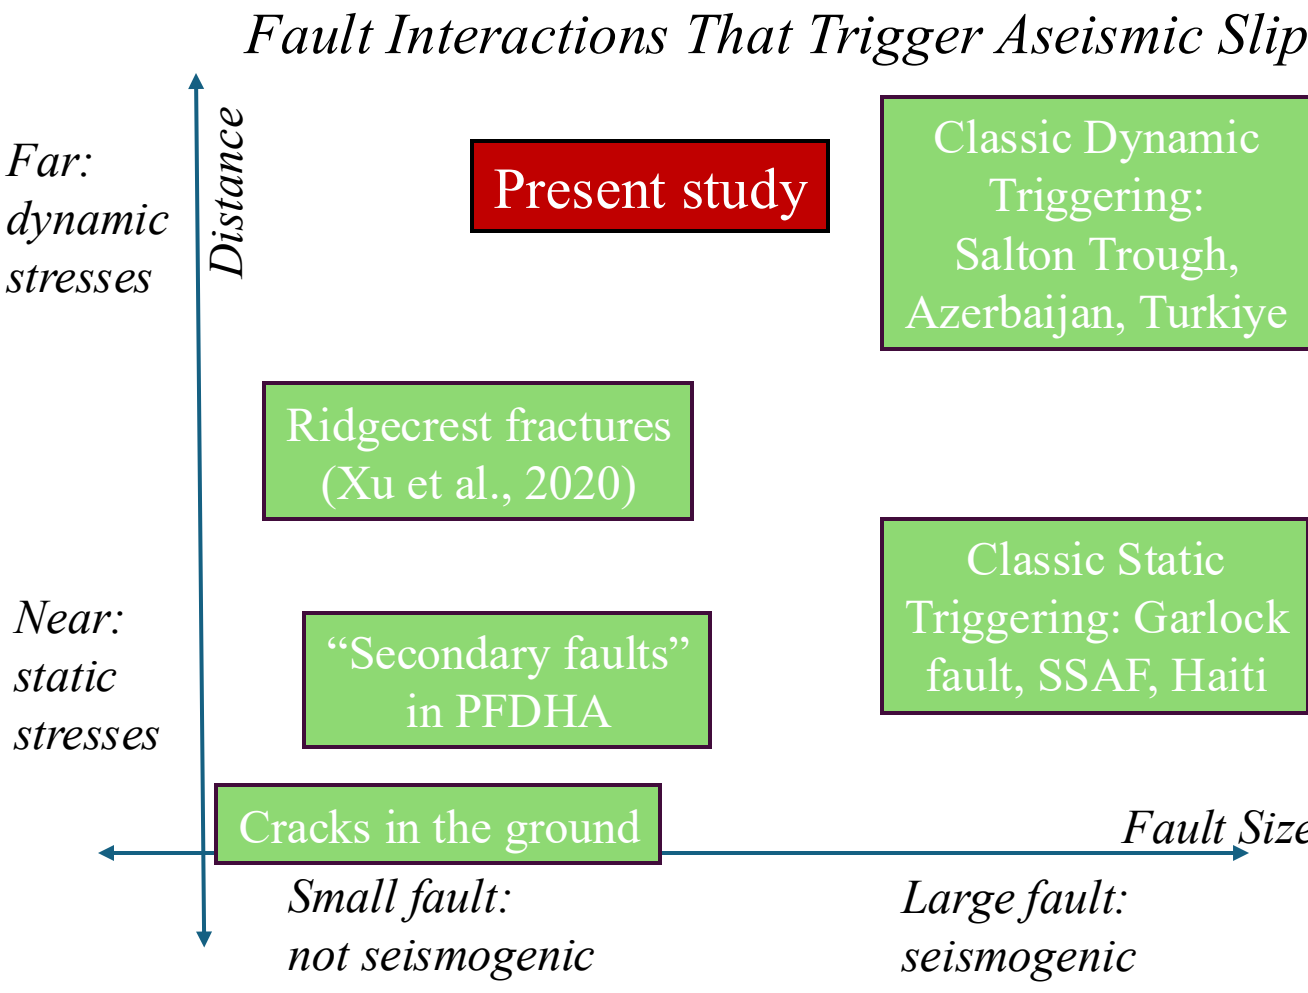 Fault Interactions That Trigger Aseismic Slip
Distance
Far:
dynamic
stresses
Present study
Classic Dynamic
Triggering:
Salton Trough,
Azerbaijan, Turkiye
Ridgecrest fractures
(Xu et al., 2020)
Near:
static
stresses
“Secondary faults”
in PFDHA
Classic Static
Triggering: Garlock
fault, SSAF, Haiti
Cracks in the ground
Fault Size
Small fault:
not seismogenic
Large fault:
seismogenic